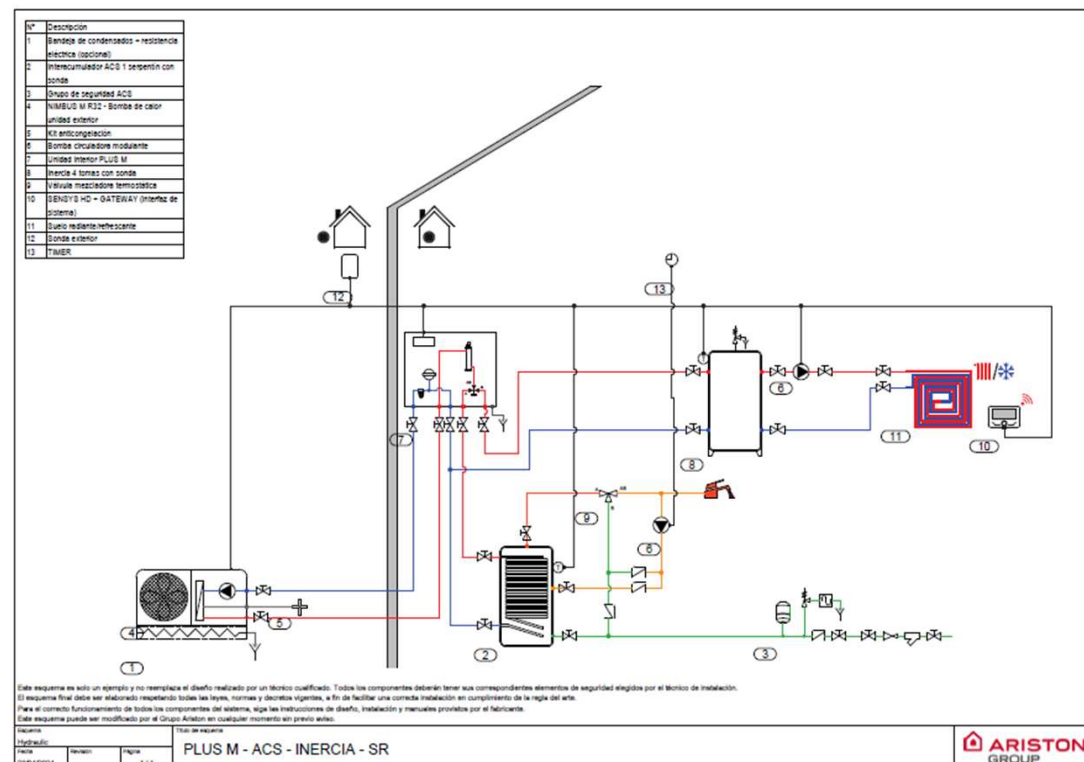 Nº Descripción
1 Bandeja de condensados + resistencia
eléctrica (opcional)
2 Interacumulador ACS 1 serpentín con
sonda
3 Grupo de seguridad ACS
4 NIMBUS M R32 - Bomba de calor
unidad exterior
5 Kit anticongelación
6 Bomba circuladora modulante
7 Unidad interior PLUS M
8 Inercia 4 tomas con sonda
9 Válvula mezcladora termostática
10 SENSYS HD + GATEWAY (Interfaz de
sistema)
11 Suelo radiante/refrescante
12 Sonda exterior
13 TIMER
12
13
7
6
8
11
10
9
6
4
5
1
2
3
Este esquema es solo un ejemplo y no remplaza el diseño realizado por un técnico cualificado. Todos los componentes deberán tener sus correspondientes elementos de seguridad elegidos por el técnico de instalación.
El esquema final debe ser elaborado respetando todas las leyes, normas y decretos vigentes, a fin de facilitar una correcta instalación en cumplimiento de la regla del arte.
Para el correcto funcionamiento de todos los componentes del sistema, siga las instrucciones de diseño, instalación y manuales provistos por el fabricante.
Este esquema puede ser modificado por el Grupo Ariston en cualquier momento sin previo aviso.
Esquema
Hydraulic
Fecha Revisión Página
Título de esquema
PLUS M - ACS - INERCIA - SR
ARISTON
GROUP